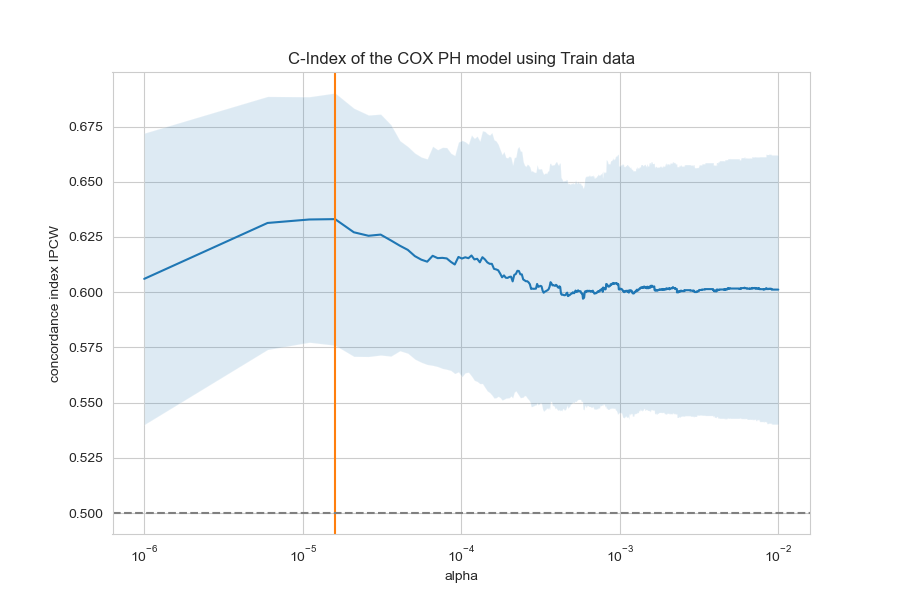 C-Index of the COX PH model using Train data
concordance index IPCW
0.675
0.650
0.625
0.600
0.575
0.550
0.525
0.500
10⁻⁶ 10⁻⁵ 10⁻⁴ 10⁻³ 10⁻²
alpha